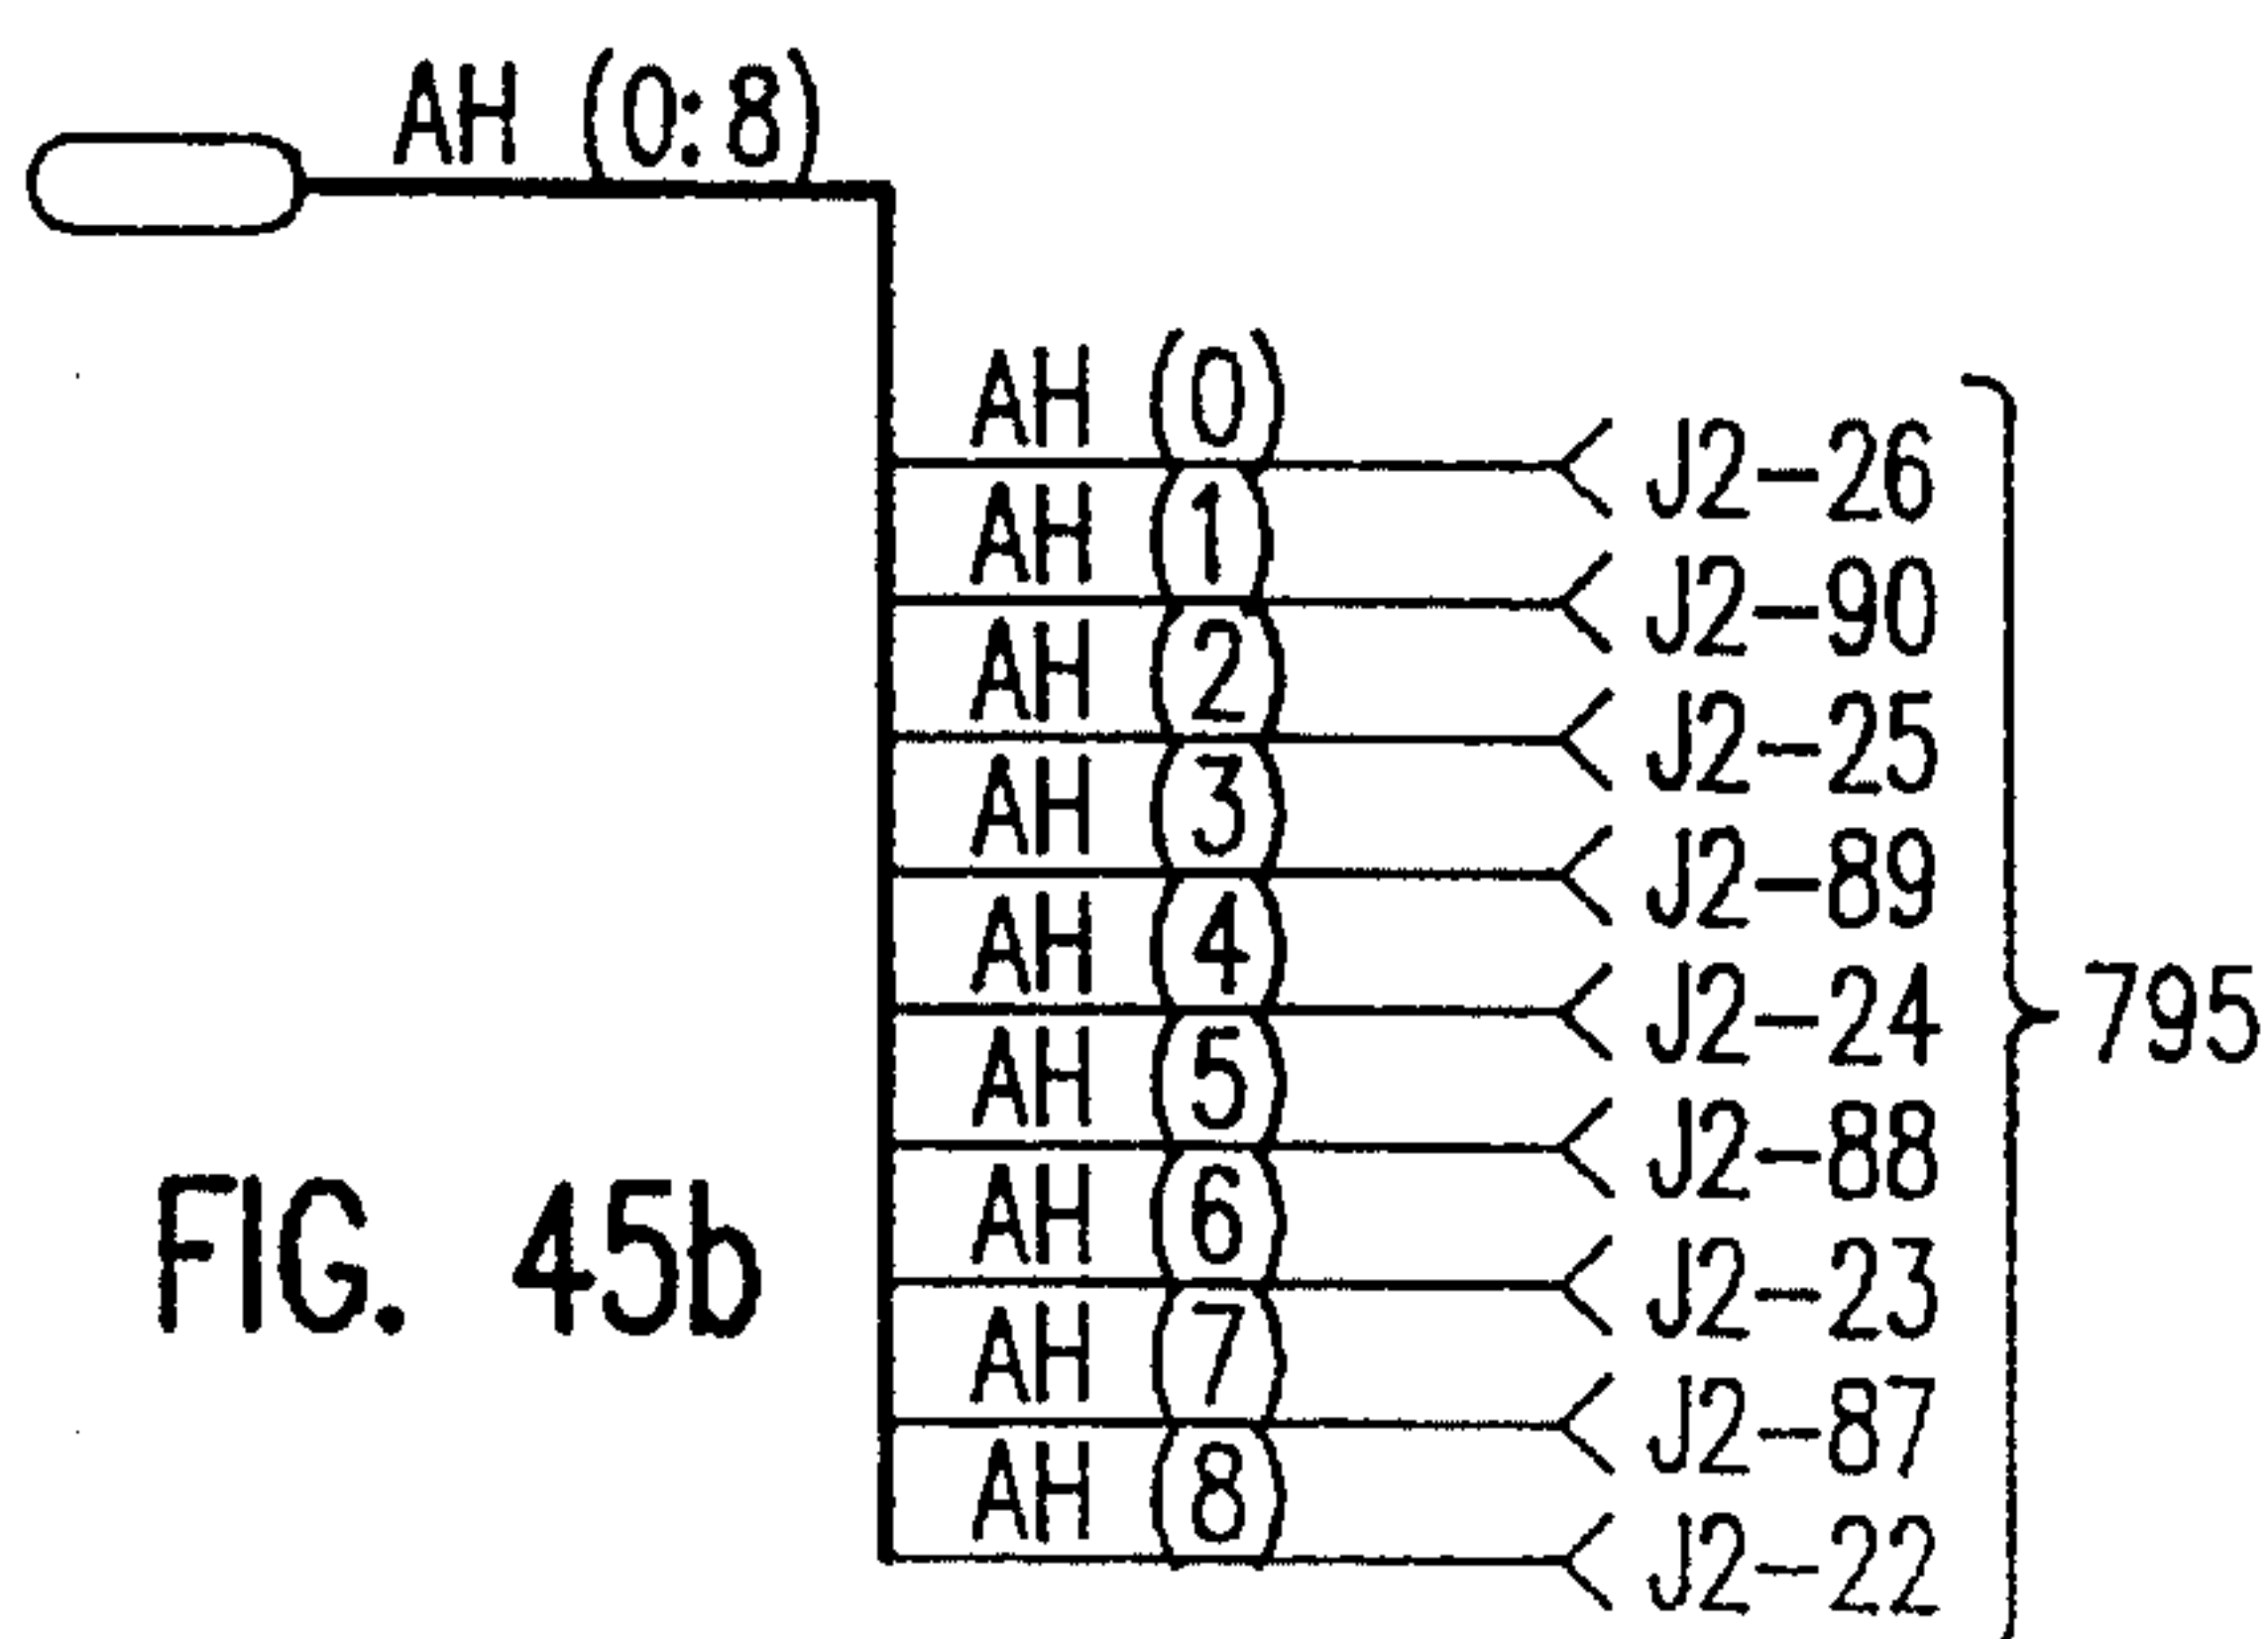 AH (0:8)
AH (0)
J2-26
AH (1)
J2-90
AH (2)
J2-25
AH (3)
J2-89
AH (4)
J2-24
795
AH (5)
J2-88
AH (6)
J2-23
AH (7)
J2-87
AH (8)
J2-22
FIG. 45b